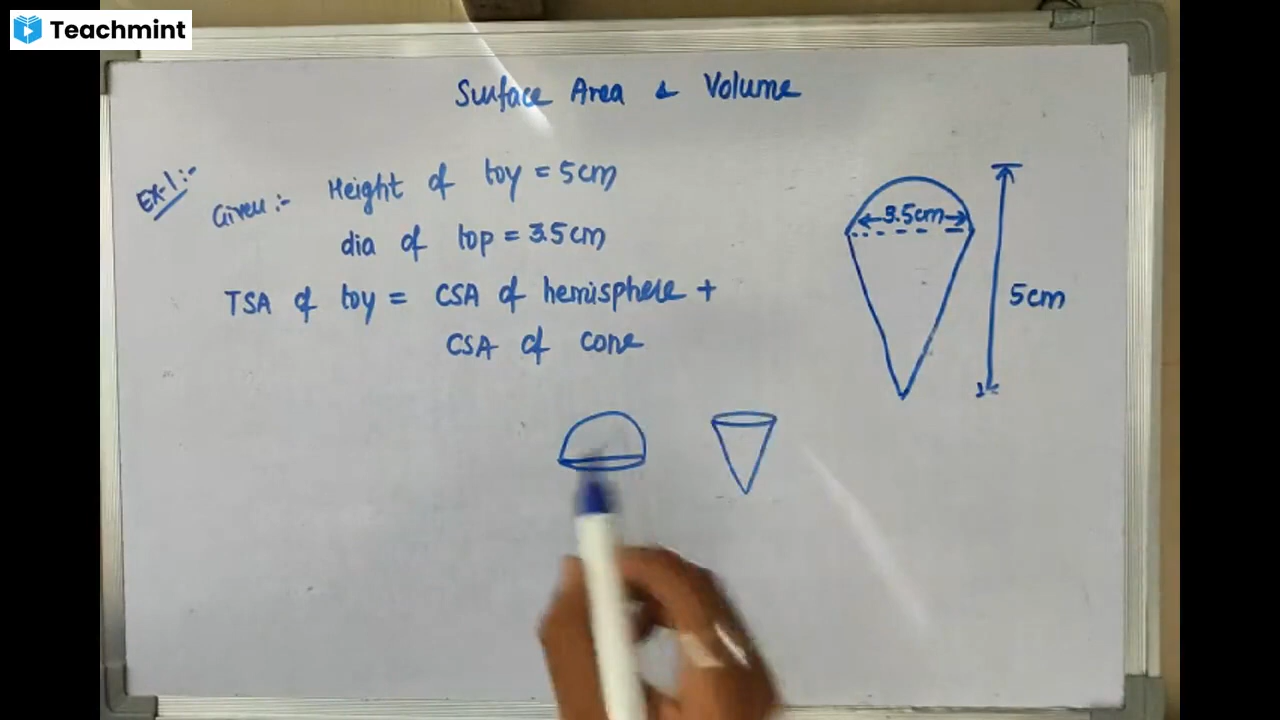 Teachmint
Surface Area & Volume
Ex-1:-
Given:- Height of toy = 5cm
dia of top = 3.5cm
TSA of toy = CSA of hemisphere +
CSA of cone
3.5cm
5cm